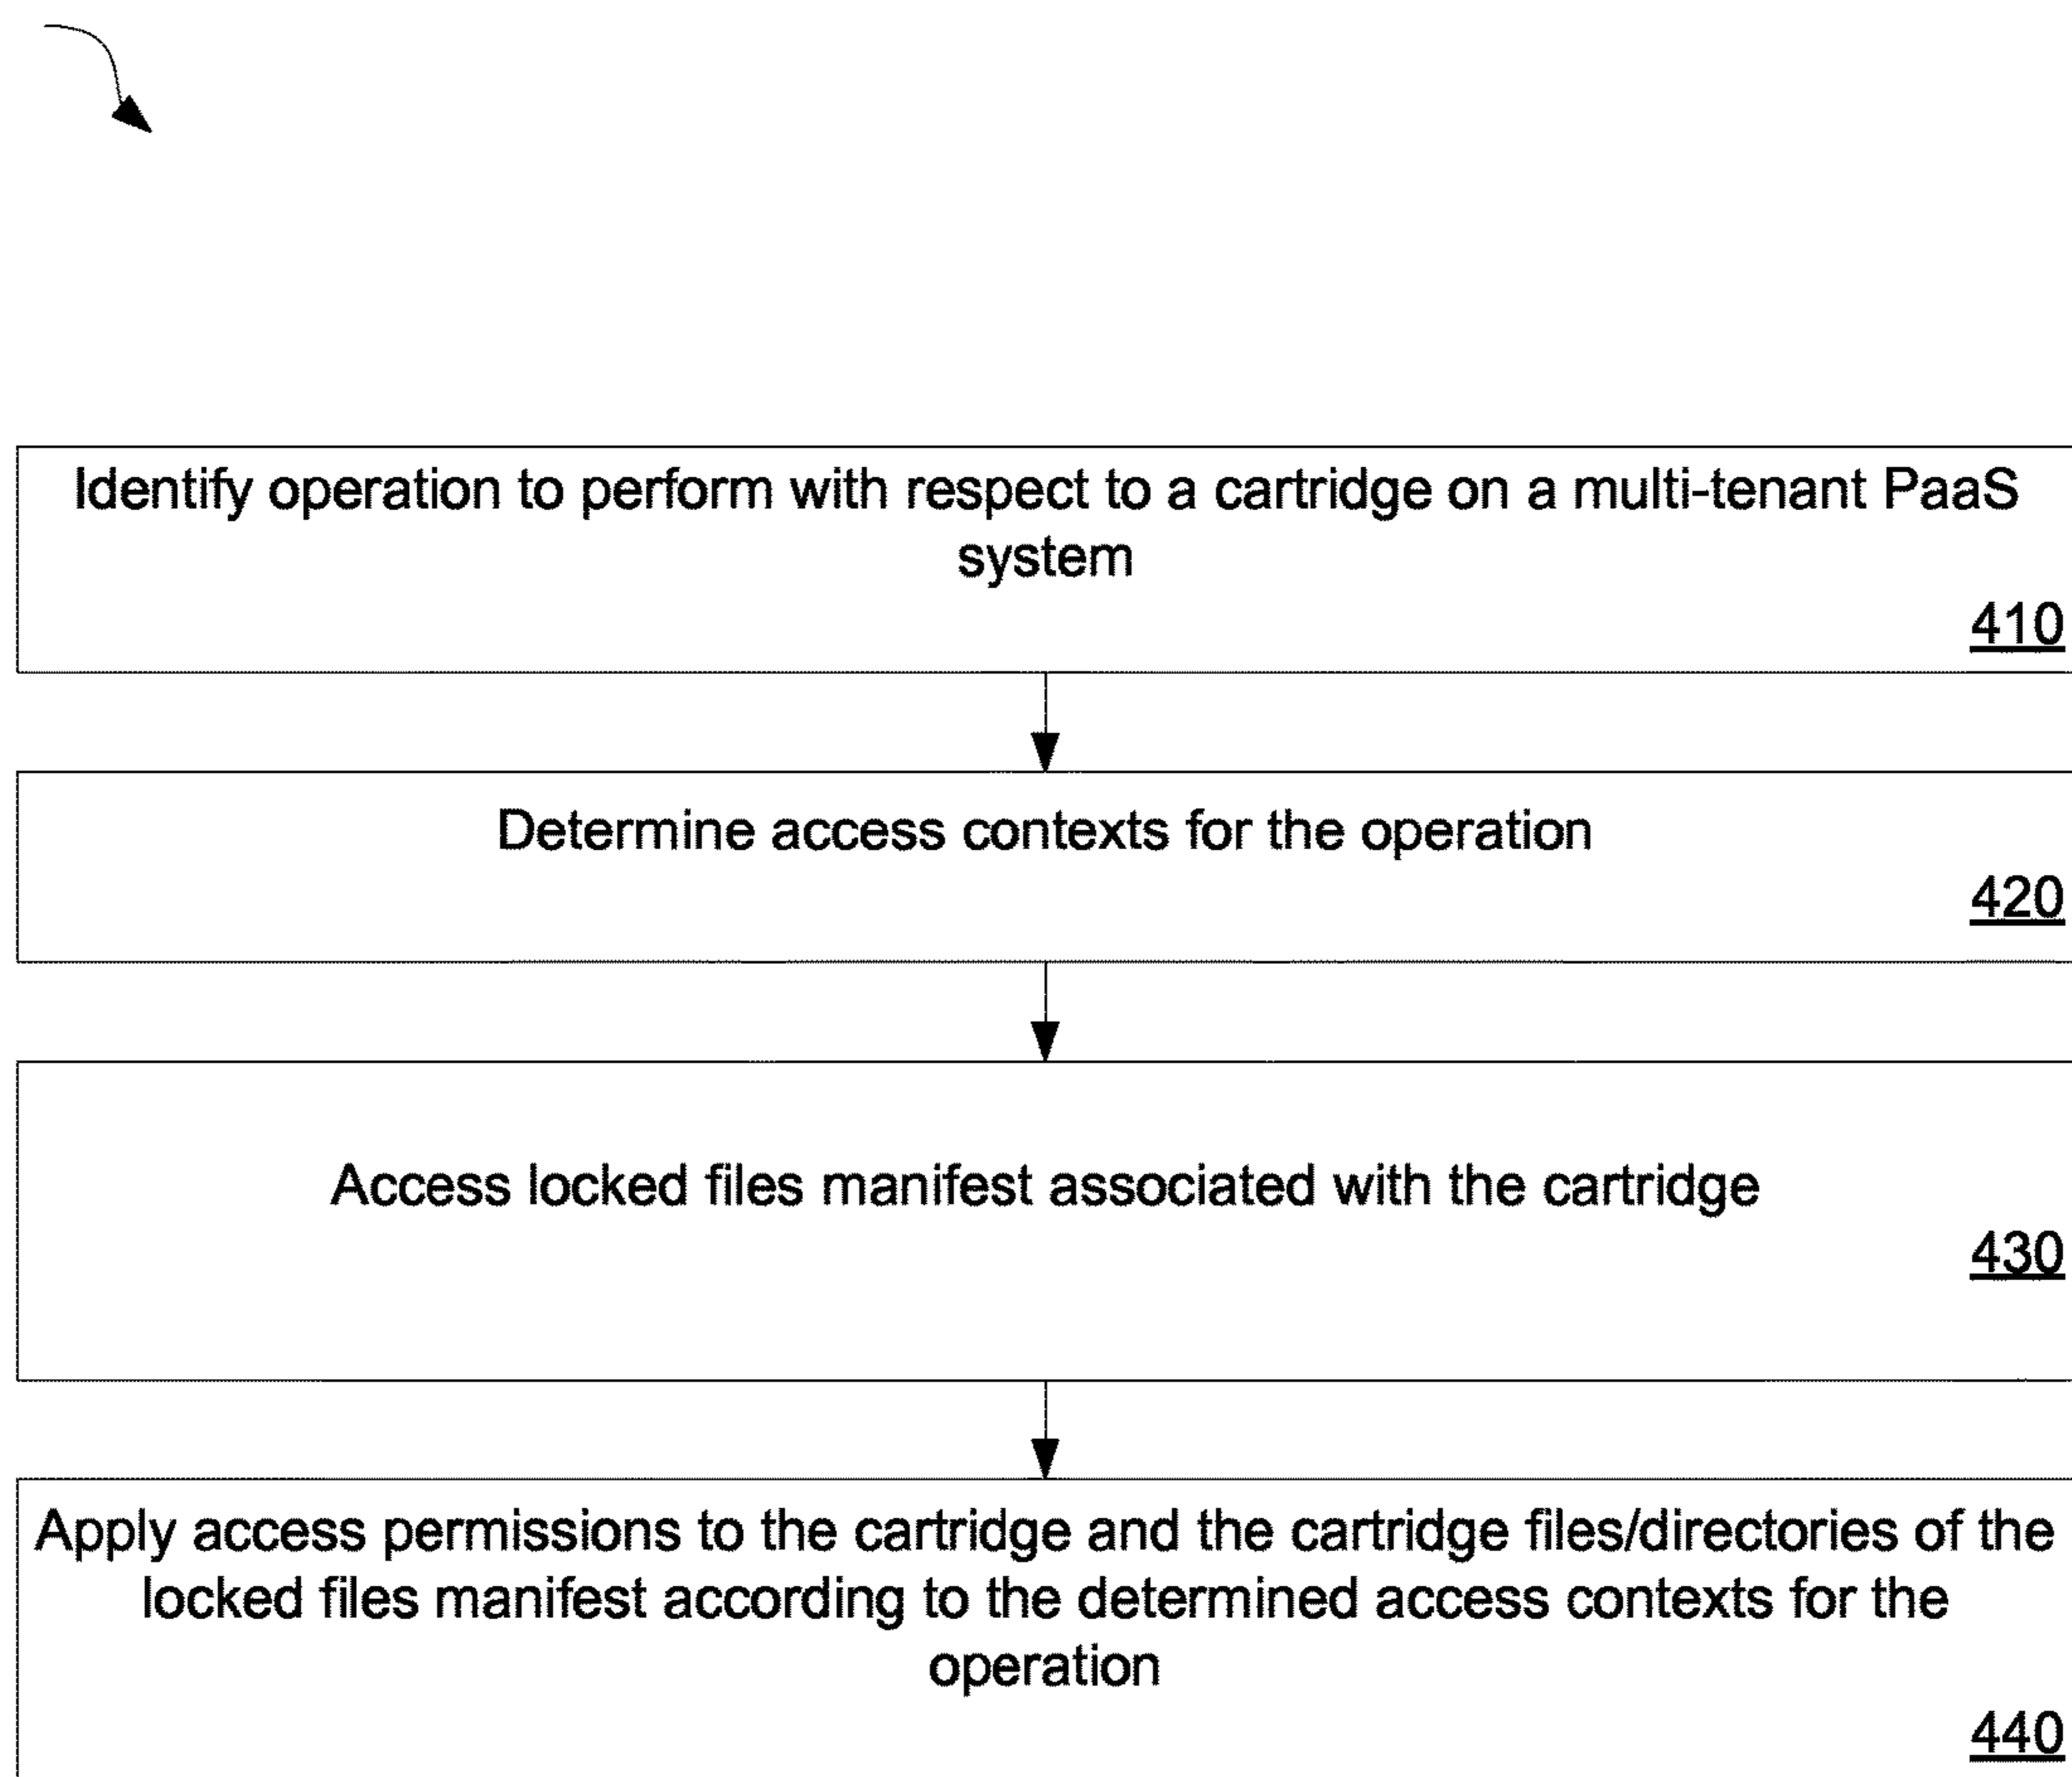 Identify operation to perform with respect to a cartridge on a multi-tenant PaaS
system
410
Determine access contexts for the operation
420
Access locked files manifest associated with the cartridge
430
Apply access permissions to the cartridge and the cartridge files/directories of the
locked files manifest according to the determined access contexts for the
operation
440